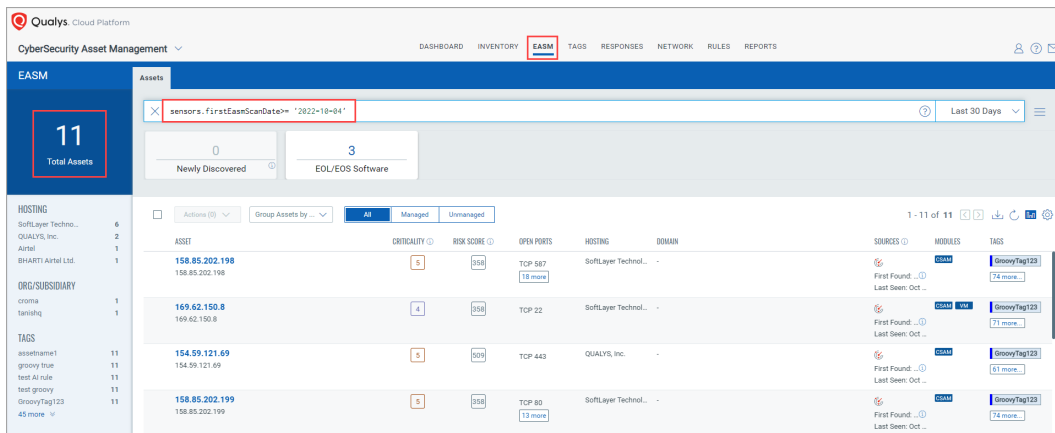 Qualys. Cloud Platform
CyberSecurity Asset Management
DASHBOARD INVENTORY EASM TAGS RESPONSES NETWORK RULES REPORTS
EASM
Assets
11
Total Assets
sensors.firstEasmScanDate>= '2022-10-04'
Last 30 Days
0
Newly Discovered
3
EOL/EOS Software
HOSTING
SoftLayer Techno... 6
QUALYS, Inc. 2
Airtel 1
BHARTI Airtel Ltd. 1
ORG/SUBSIDIARY
croma 1
tanishq 1
TAGS
assetname1 11
groovy true 11
test AI rule 11
test groovy 11
GroovyTag123 11
45 more
Actions (0) Group Assets by ... All Managed Unmanaged 1 - 11 of 11
ASSET CRITICALITY RISK SCORE OPEN PORTS HOSTING DOMAIN SOURCES MODULES TAGS
158.85.202.198 5 358 TCP 587 SoftLayer Technol... - CSAM GroovyTag123
158.85.202.198 18 more First Found: ... 74 more...
Last Seen: Oct ...
169.62.150.8 4 358 TCP 22 SoftLayer Technol... - CSAM VM GroovyTag123
169.62.150.8 First Found: ... 71 more...
Last Seen: Oct ...
154.59.121.69 5 509 TCP 443 QUALYS, Inc. - CSAM GroovyTag123
154.59.121.69 First Found: ... 61 more...
Last Seen: Oct ...
158.85.202.199 5 358 TCP 80 SoftLayer Technol... - CSAM GroovyTag123
158.85.202.199 13 more First Found: ... 74 more...
Last Seen: Oct ...